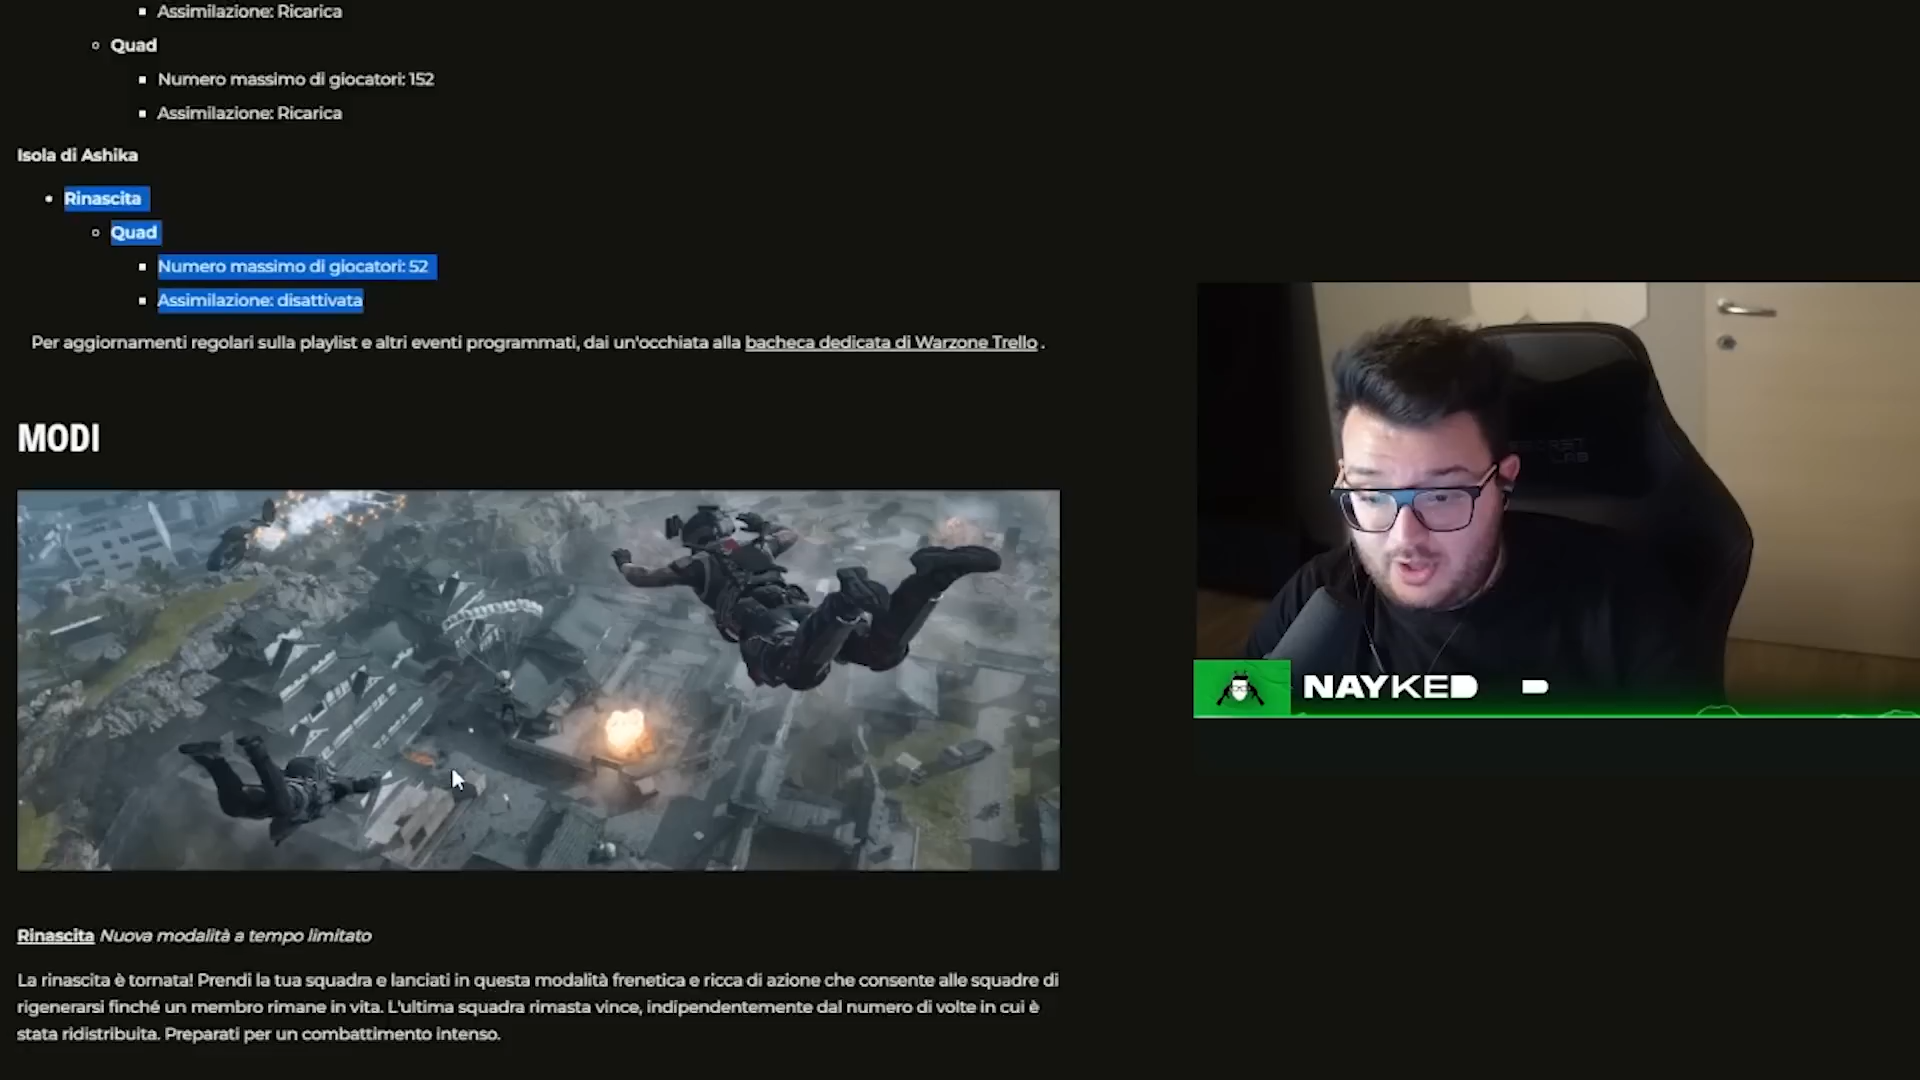 Assimilazione: Ricarica
Quad
Numero massimo di giocatori: 152
Assimilazione: Ricarica
Isola di Ashika
Rinascita
Quad
Numero massimo di giocatori: 52
Assimilazione: disattivata
Per aggiornamenti regolari sulla playlist e altri eventi programmati, dai un'occhiata alla bacheca dedicata di Warzone Trello .
MODI
NAYKED
Rinascita Nuova modalità a tempo limitato
La rinascita è tornata! Prendi la tua squadra e lanciati in questa modalità frenetica e ricca di azione che consente alle squadre di
rigenerarsi finché un membro rimane in vita. L'ultima squadra rimasta vince, indipendentemente dal numero di volte in cui è
stata ridistribuita. Preparati per un combattimento intenso.